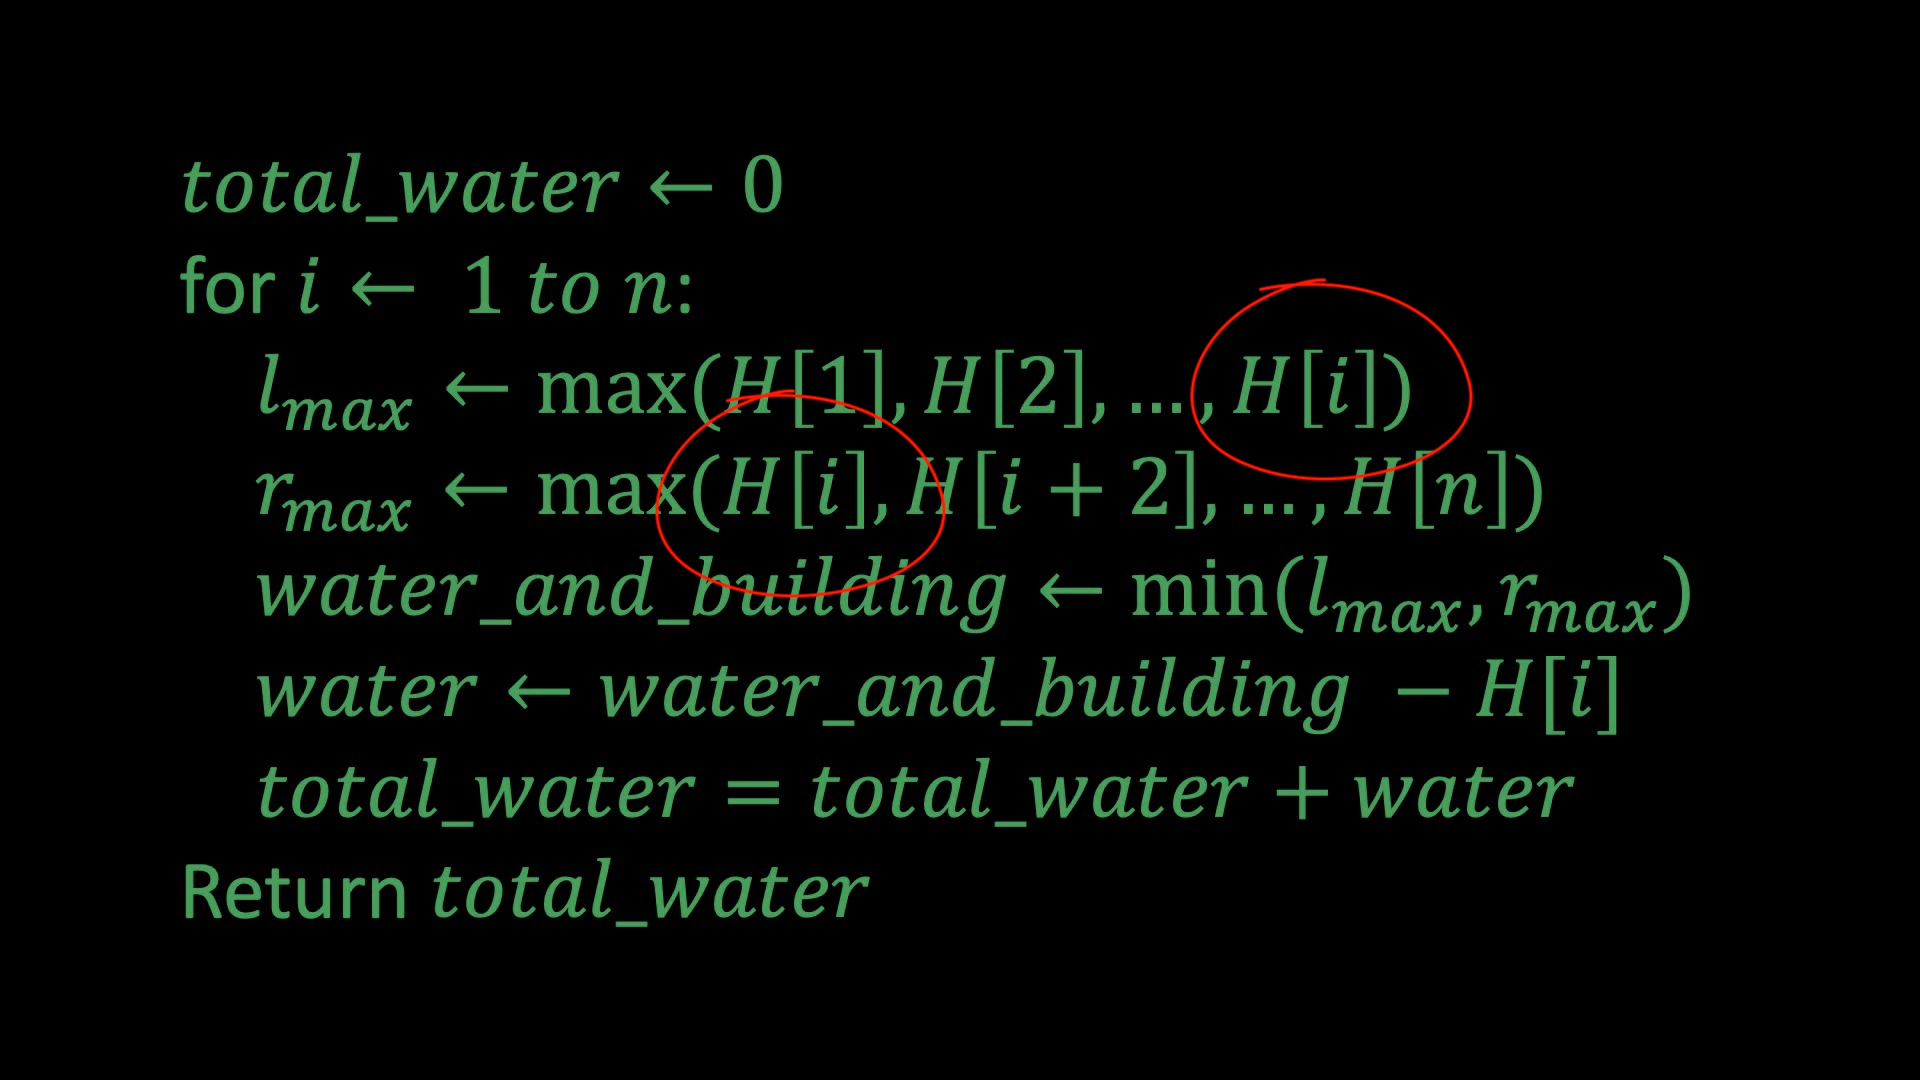 total_water ← 0
for i ← 1 to n:
l_max ← max(H[1], H[2], ..., H[i])
r_max ← max(H[i], H[i + 2], ..., H[n])
water_and_building ← min(l_max, r_max)
water ← water_and_building − H[i]
total_water = total_water + water
Return total_water